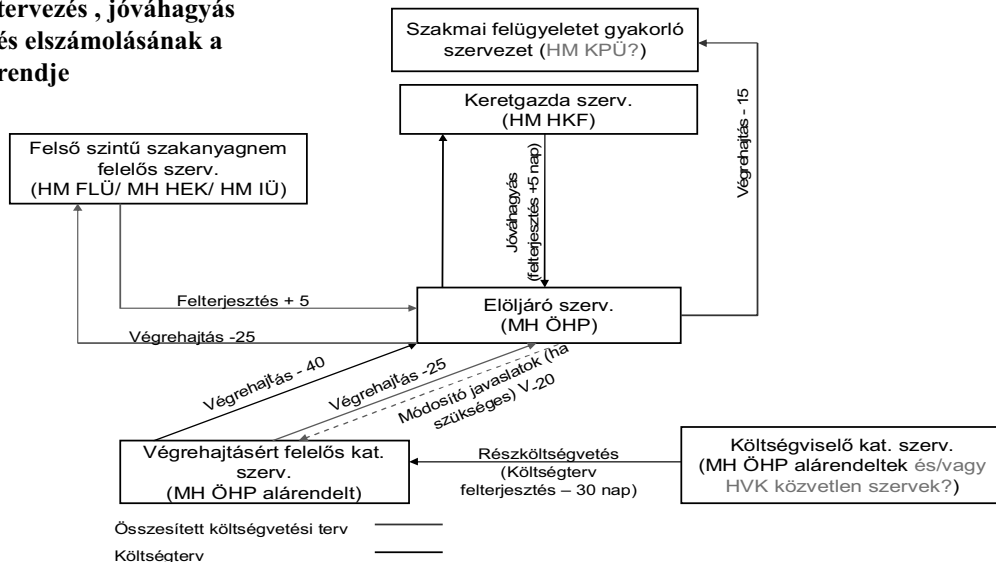 tervezés , jóváhagyás
és elszámolásának a
rendje
Szakmai felügyeletet gyakorló
szervezet (HM KPÜ?)
Keretgazda szerv.
(HM HKF)
Felső szintű szakanyagnem
felelős szerv.
(HM FLÜ/ MH HEK/ HM IÜ)
Végrehajtás - 15
Jóváhagyás
(felterjesztés +5 nap)
Felterjesztés + 5
Végrehajtás -25
Elöljáró szerv.
(MH ÖHP)
Végrehajtás - 40
Végrehajtás -25
Módosító javaslatok (ha
szükséges) V-20
Végrehajtásért felelős kat.
szerv.
(MH ÖHP alárendelt)
Részköltségvetés
(Költségterv
felterjesztés – 30 nap)
Költségviselő kat. szerv.
(MH ÖHP alárendeltek és/vagy
HVK közvetlen szervek?)
Összesített költségvetési terv
Költségterv